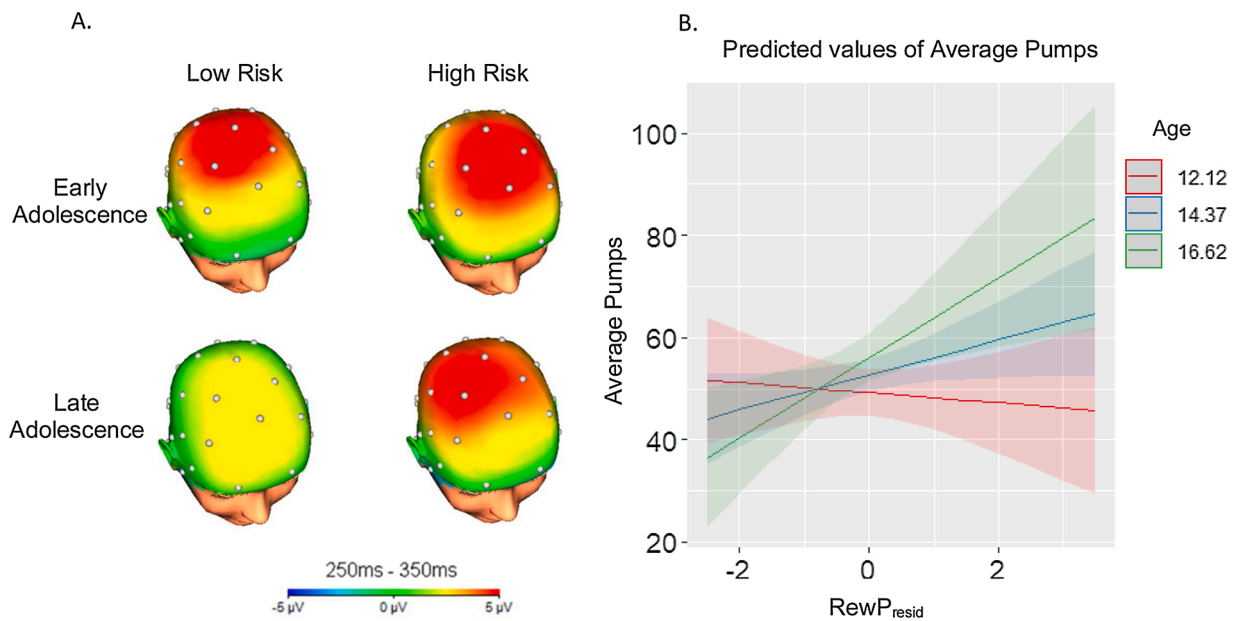 A.
Low Risk
High Risk
Early
Adolescence
Late
Adolescence
250ms - 350ms
-5 µV
0 µV
5 µV
B.
Predicted values of Average Pumps
Average Pumps
100
80
60
40
20
-2
0
2
RewPresid
Age
12.12
14.37
16.62